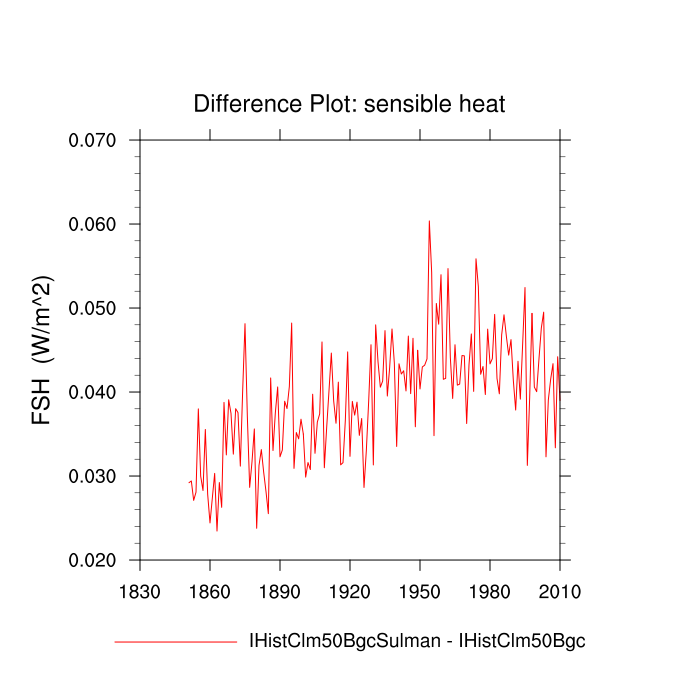 Difference Plot: sensible heat
0.070
0.060
0.050
0.040
0.030
0.020
FSH (W/m^2)
1830 1860 1890 1920 1950 1980 2010
IHistClm50BgcSulman - IHistClm50Bgc